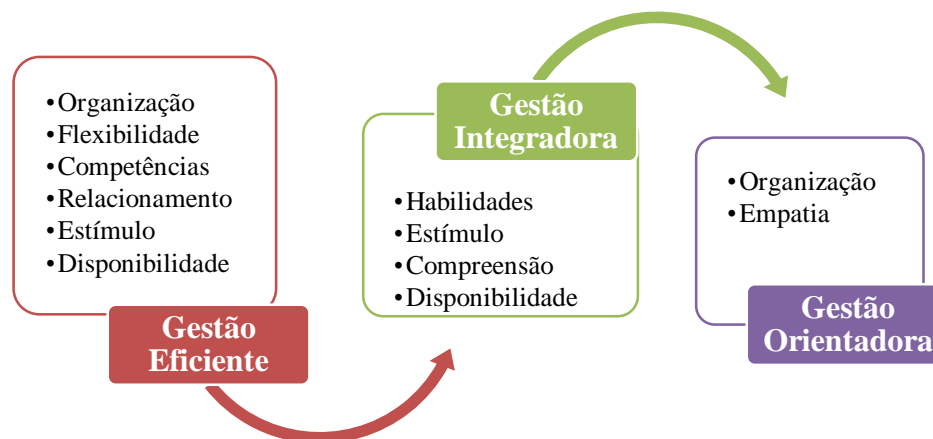 •Organização
•Flexibilidade
•Competências
•Relacionamento
•Estímulo
•Disponibilidade
Gestão
Eficiente
Gestão
Integradora
•Habilidades
•Estímulo
•Compreensão
•Disponibilidade
•Organização
•Empatia
Gestão
Orientadora